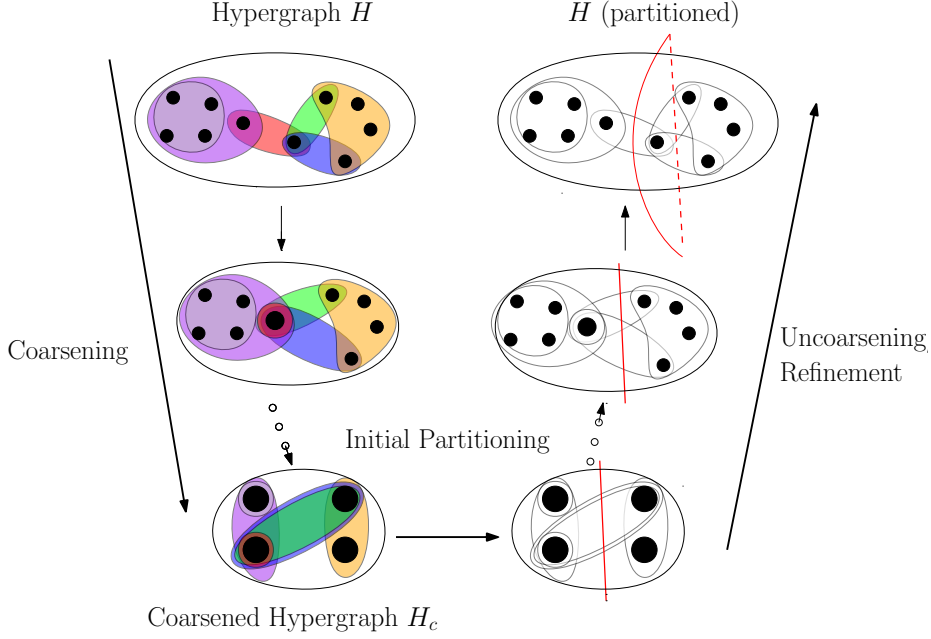 Hypergraph H
H (partitioned)
Coarsening
Uncoarsening,
Refinement
Initial Partitioning
Coarsened Hypergraph H_c